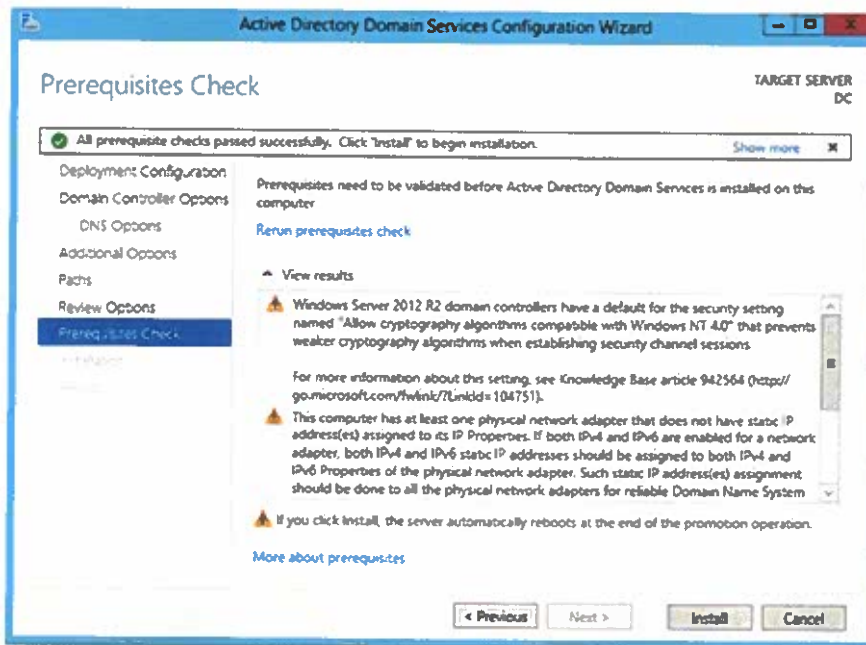 Active Directory Domain Services Configuration Wizard
Prerequisites Check
TARGET SERVER
DC
All prerequisite checks passed successfully. Click "Install" to begin installation.
Show more
Deployment Configuration
Domain Controller Options
DNS Options
Additional Options
Paths
Review Options
Prerequisites Check
Prerequisites need to be validated before Active Directory Domain Services is installed on this
computer
Rerun prerequisites check
View results
Windows Server 2012 R2 domain controllers have a default for the security setting
named "Allow cryptography algorithms compatible with Windows NT 4.0" that prevents
weaker cryptography algorithms when establishing security channel sessions
For more information about this setting, see Knowledge Base article 942564 (http://
go.microsoft.com/fwlink/?LinkId=104751).
This computer has at least one physical network adapter that does not have static IP
address(es) assigned to its IP Properties. If both IPv4 and IPv6 are enabled for a network
adapter, both IPv4 and IPv6 static IP addresses should be assigned to both IPv4 and
IPv6 Properties of the physical network adapter. Such static IP address(es) assignment
should be done to all the physical network adapters for reliable Domain Name System
If you click Install, the server automatically reboots at the end of the promotion operation.
More about prerequisites
< Previous
Next >
Install
Cancel